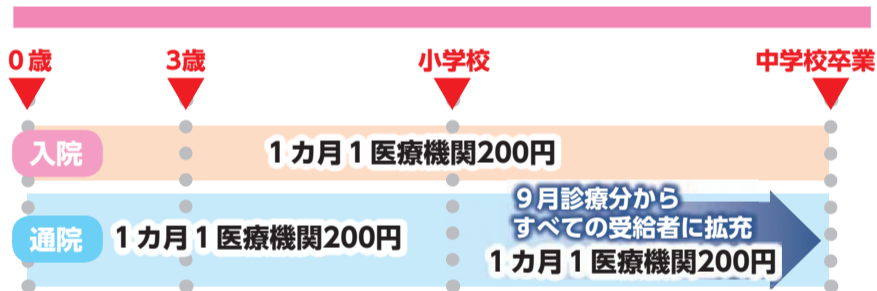 0歳
3歳
小学校
中学校卒業
入院
1カ月1医療機関200円
通院
1カ月1医療機関200円
9月診療分から
すべての受給者に拡充
1カ月1医療機関200円